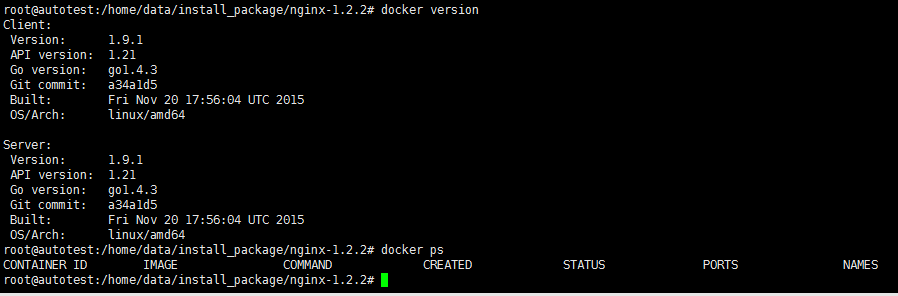 root@autotest:/home/data/install_package/nginx-1.2.2# docker version
Client:
 Version:      1.9.1
 API version:  1.21
 Go version:   go1.4.3
 Git commit:   a34a1d5
 Built:        Fri Nov 20 17:56:04 UTC 2015
 OS/Arch:      linux/amd64

Server:
 Version:      1.9.1
 API version:  1.21
 Go version:   go1.4.3
 Git commit:   a34a1d5
 Built:        Fri Nov 20 17:56:04 UTC 2015
 OS/Arch:      linux/amd64
root@autotest:/home/data/install_package/nginx-1.2.2# docker ps
CONTAINER ID        IMAGE               COMMAND             CREATED             STATUS              PORTS               NAMES
root@autotest:/home/data/install_package/nginx-1.2.2#